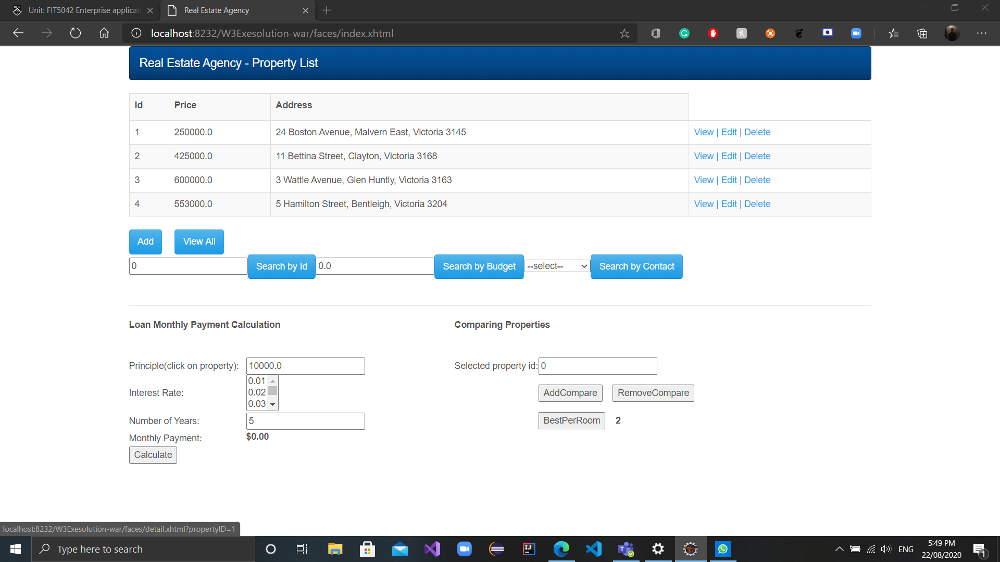 Unit: FIT5042 Enterprise applicati
Real Estate Agency
localhost:8232/W3Exesolution-war/faces/index.xhtml
Real Estate Agency - Property List
Id Price Address
1 250000.0 24 Boston Avenue, Malvern East, Victoria 3145 View | Edit | Delete
2 425000.0 11 Bettina Street, Clayton, Victoria 3168 View | Edit | Delete
3 600000.0 3 Wattle Avenue, Glen Huntly, Victoria 3163 View | Edit | Delete
4 553000.0 5 Hamilton Street, Bentleigh, Victoria 3204 View | Edit | Delete
Add View All
0 Search by Id 0.0 Search by Budget --select-- Search by Contact
Loan Monthly Payment Calculation
Comparing Properties
Principle(click on property): 10000.0
Selected property id: 0
Interest Rate:
0.01
0.02
0.03
AddCompare RemoveCompare
Number of Years: 5
BestPerRoom 2
Monthly Payment: $0.00
Calculate
localhost:8232/W3Exesolution-war/faces/detail.xhtml?propertyID=1
Type here to search
ENG
5:49 PM
22/08/2020
1